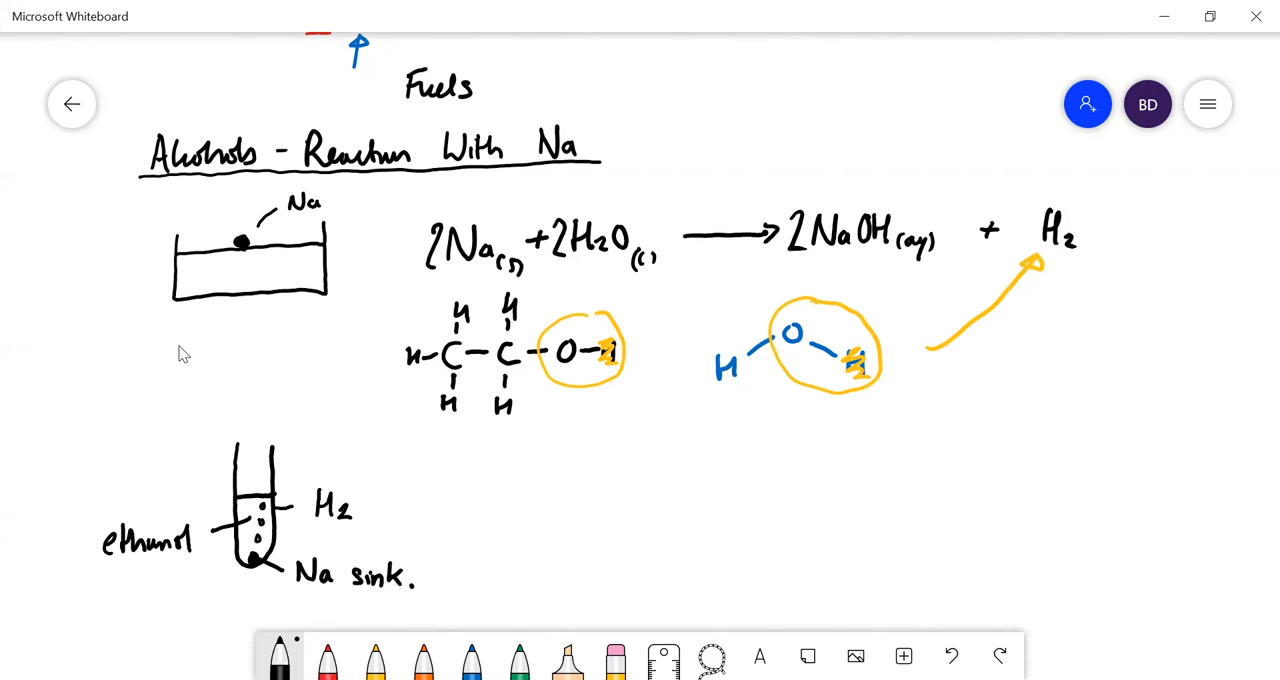 Microsoft Whiteboard
Fuels
BD
Alcohols - Reaction With Na
Na
2Na(s) + 2H2O(l) → 2NaOH(aq) + H2
H H
H-C-C-O-H
H H
H O H
H2
ethanol
Na sink.
A